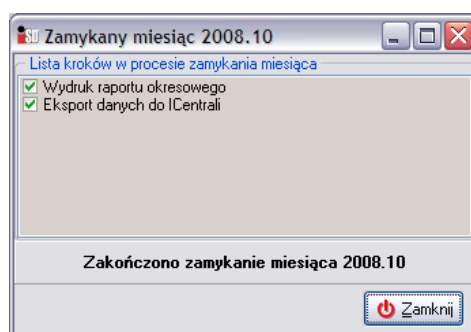 Zamykany miesiąc 2008.10
Lista kroków w procesie zamykania miesiąca
Wydruk raportu okresowego
Eksport danych do ICentrali
Zakończono zamykanie miesiąca 2008.10
Zamknij